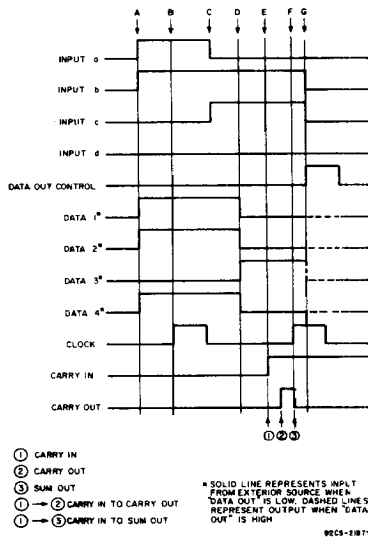 A B C D E F G
INPUT a
INPUT b
INPUT c
INPUT d
DATA OUT CONTROL
DATA 1*
DATA 2*
DATA 3*
DATA 4*
CLOCK
CARRY IN
CARRY OUT
① ② ③
① CARRY IN
② CARRY OUT
③ SUM OUT
① → ② CARRY IN TO CARRY OUT
① → ③ CARRY IN TO SUM OUT
* SOLID LINE REPRESENTS INPUT
FROM EXTERIOR SOURCE WHEN
"DATA OUT" IS LOW, DASHED LINES
REPRESENT OUTPUT WHEN "DATA
OUT" IS HIGH